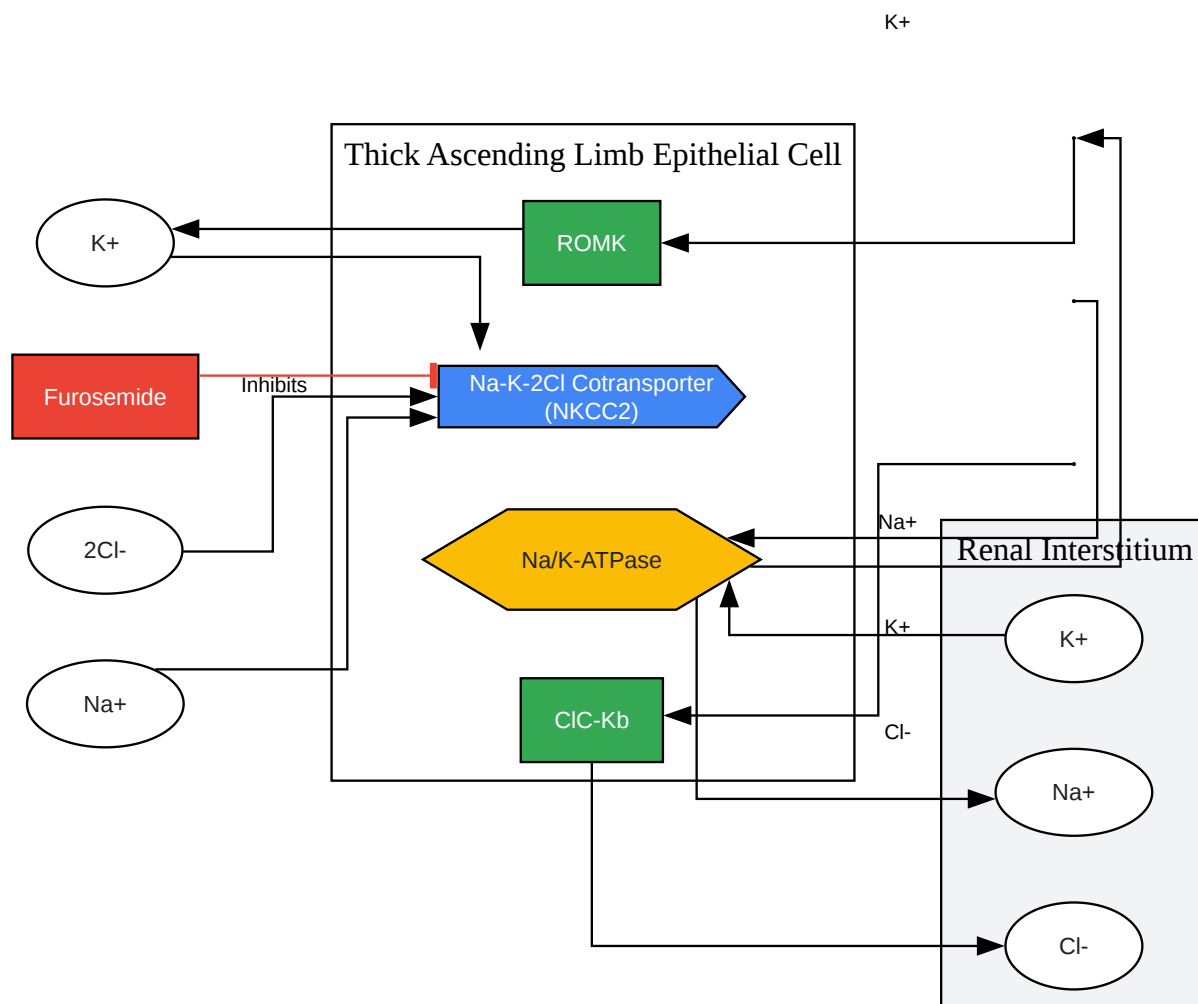 K+
Thick Ascending Limb Epithelial Cell
K+
ROMK
Furosemide
Inhibits
Na-K-2Cl Cotransporter
(NKCC2)
2Cl-
Na/K-ATPase
Na+
Renal Interstitium
K+
K+
Na+
ClC-Kb
Cl-
Na+
Cl-